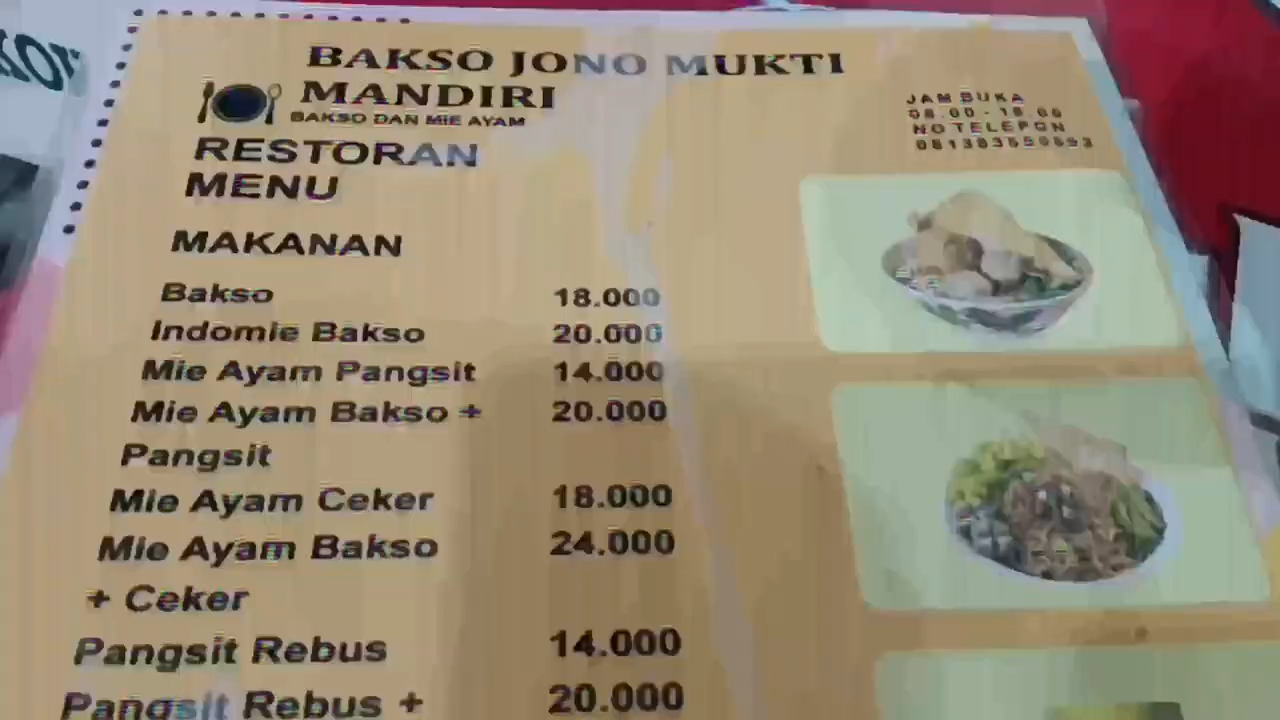 BAKSO JONO MUKTI
MANDIRI
BAKSO DAN MIE AYAM
RESTORAN
MENU
JAM BUKA
NO TELEPON
MAKANAN
Bakso 18.000
Indomie Bakso 20.000
Mie Ayam Pangsit 14.000
Mie Ayam Bakso + 20.000
Pangsit
Mie Ayam Ceker 18.000
Mie Ayam Bakso 24.000
+ Ceker
Pangsit Rebus 14.000
Pangsit Rebus + 20.000